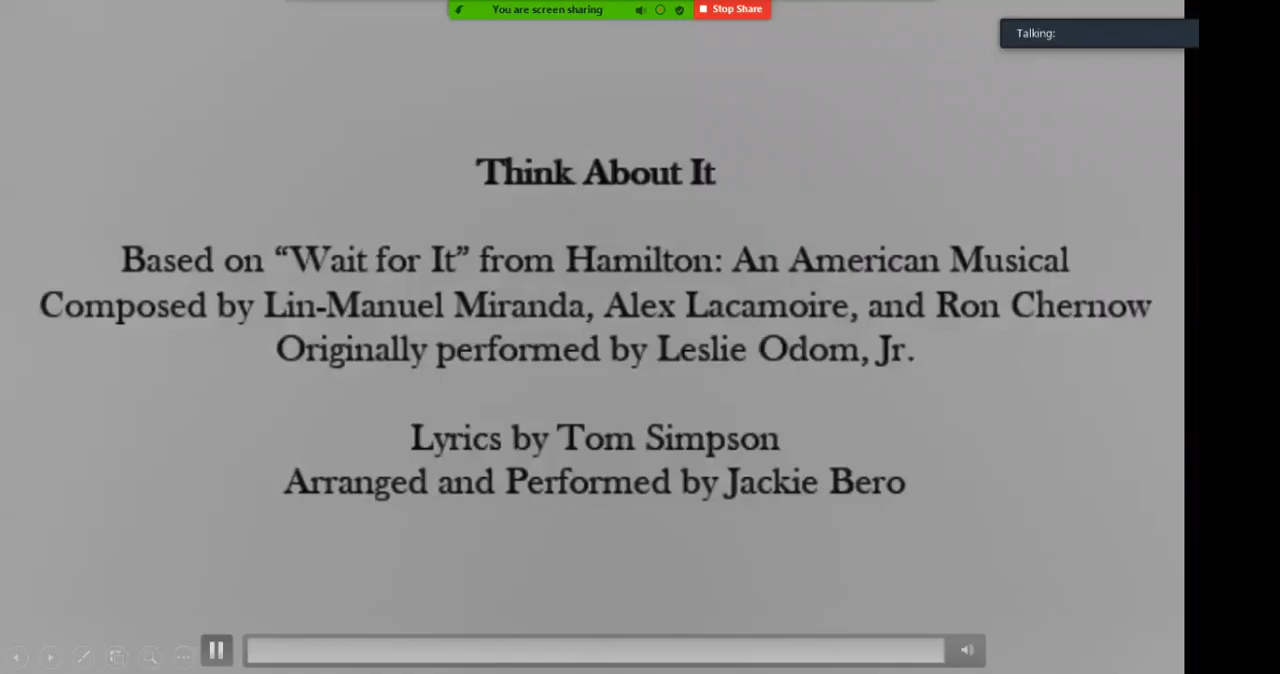 You are screen sharing
Stop Share
Talking:
Think About It
Based on “Wait for It” from Hamilton: An American Musical
Composed by Lin-Manuel Miranda, Alex Lacamoire, and Ron Chernow
Originally performed by Leslie Odom, Jr.
Lyrics by Tom Simpson
Arranged and Performed by Jackie Bero